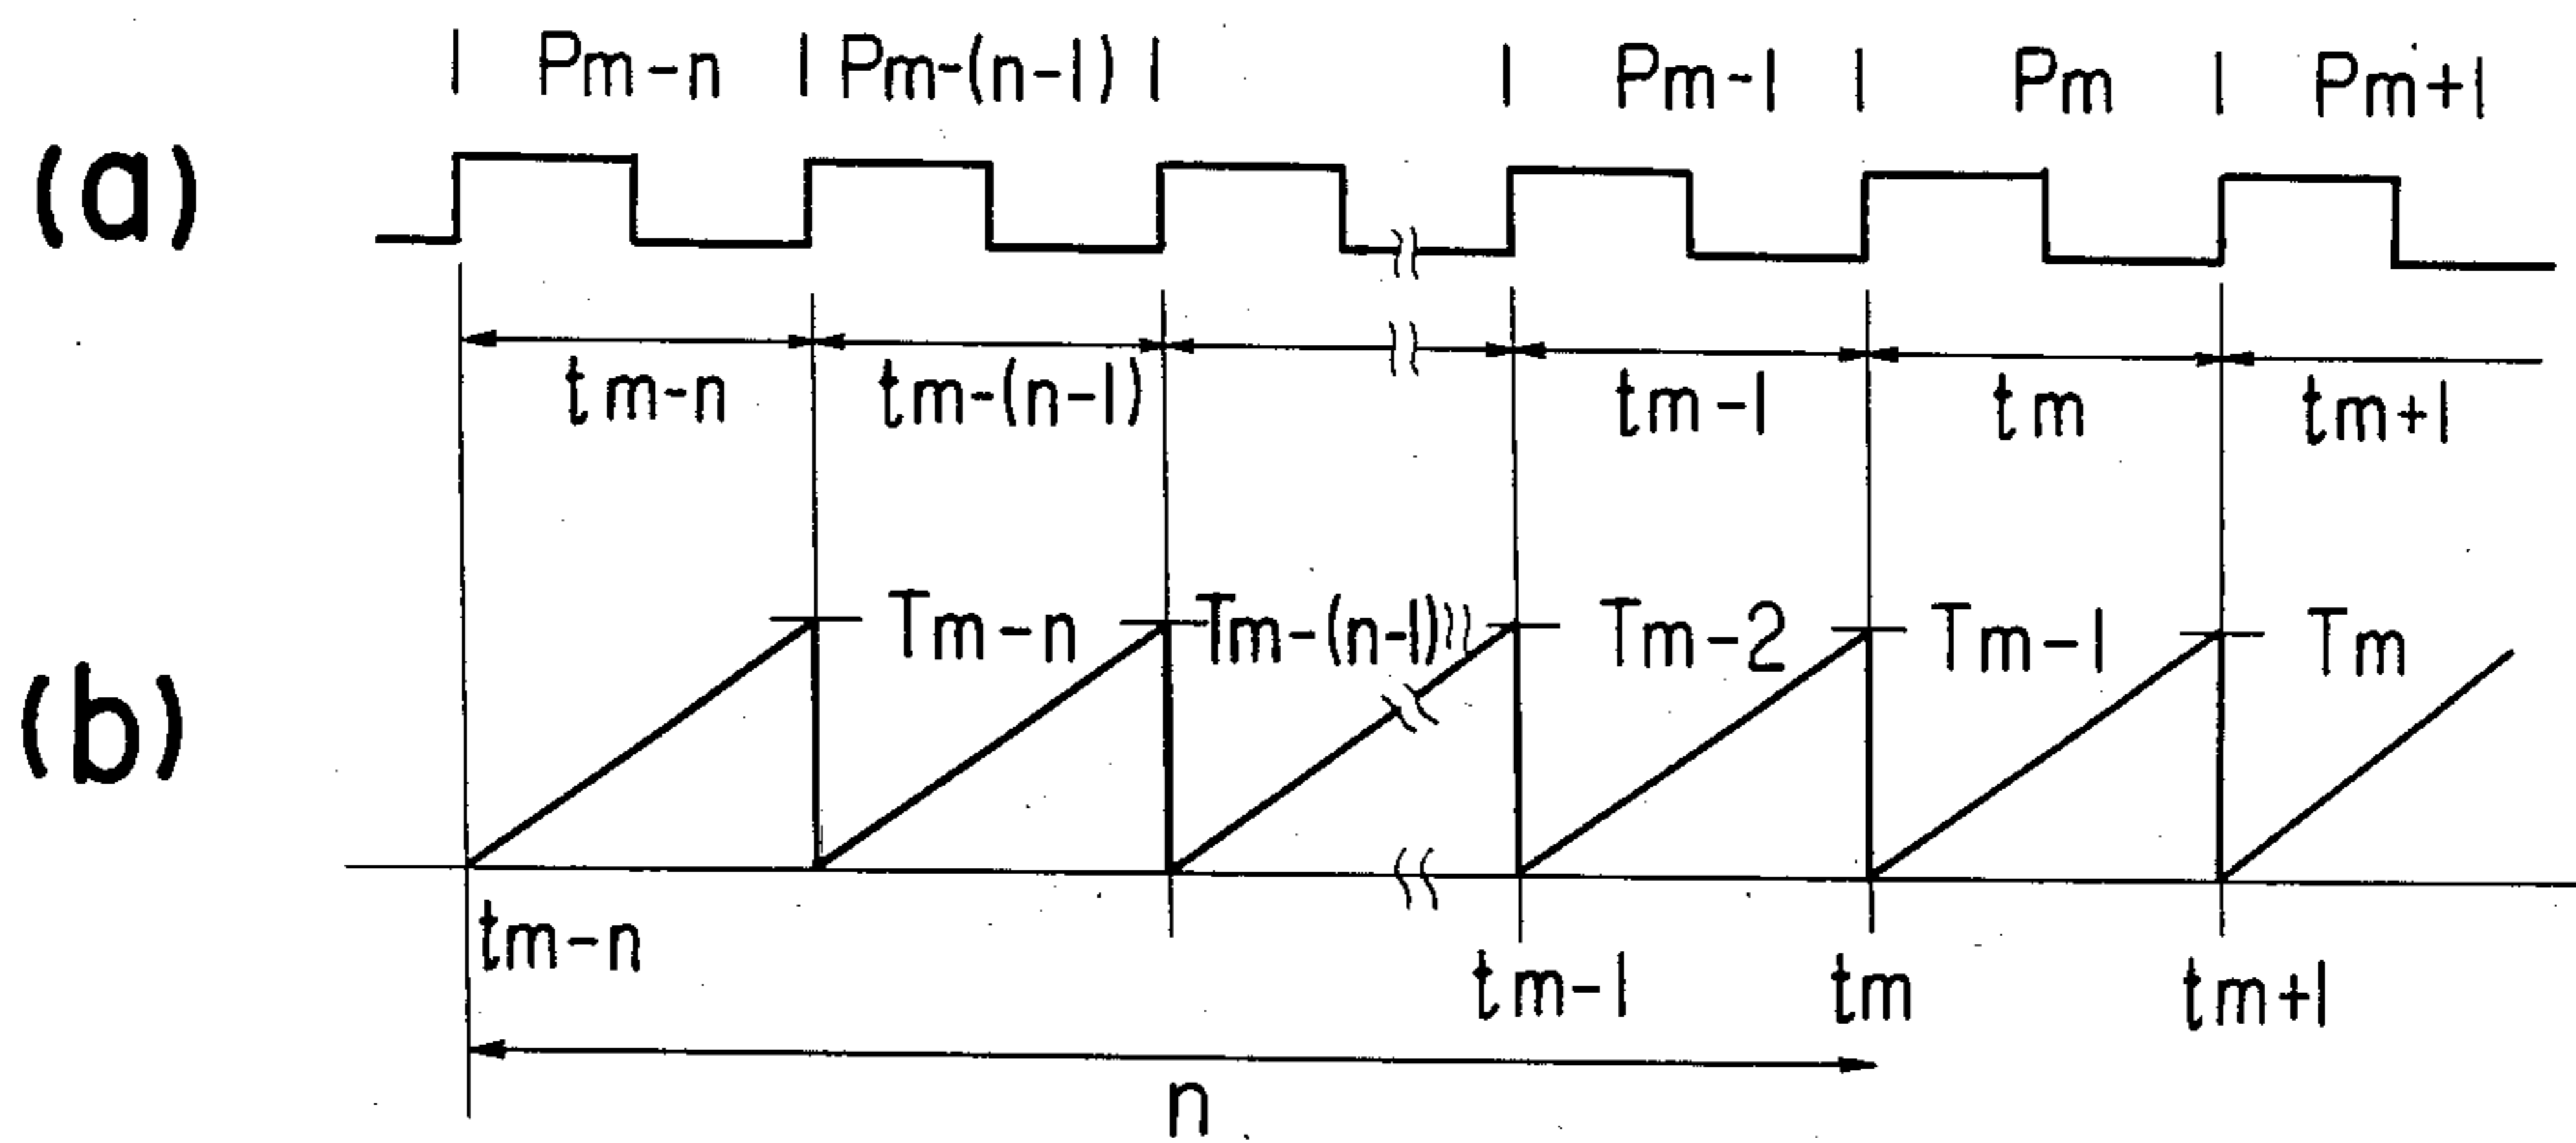 Pm-n Pm-(n-1) Pm-1 Pm Pm+1
(a)
tm-n tm-(n-1) tm-1 tm tm+1
Tm-n Tm-(n-1) Tm-2 Tm-1 Tm
(b)
tm-n tm-1 tm tm+1
n